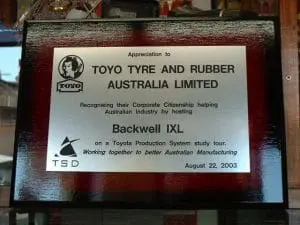 Appreciation to
TOYO TYRE AND RUBBER
AUSTRALIA LIMITED
TOYO
Recognising their Corporate Citizenship helping
Australian Industry by hosting
Backwell IXL
on a Toyota Production System study tour.
Working together to better Australian Manufacturing
TSD
August 22, 2003